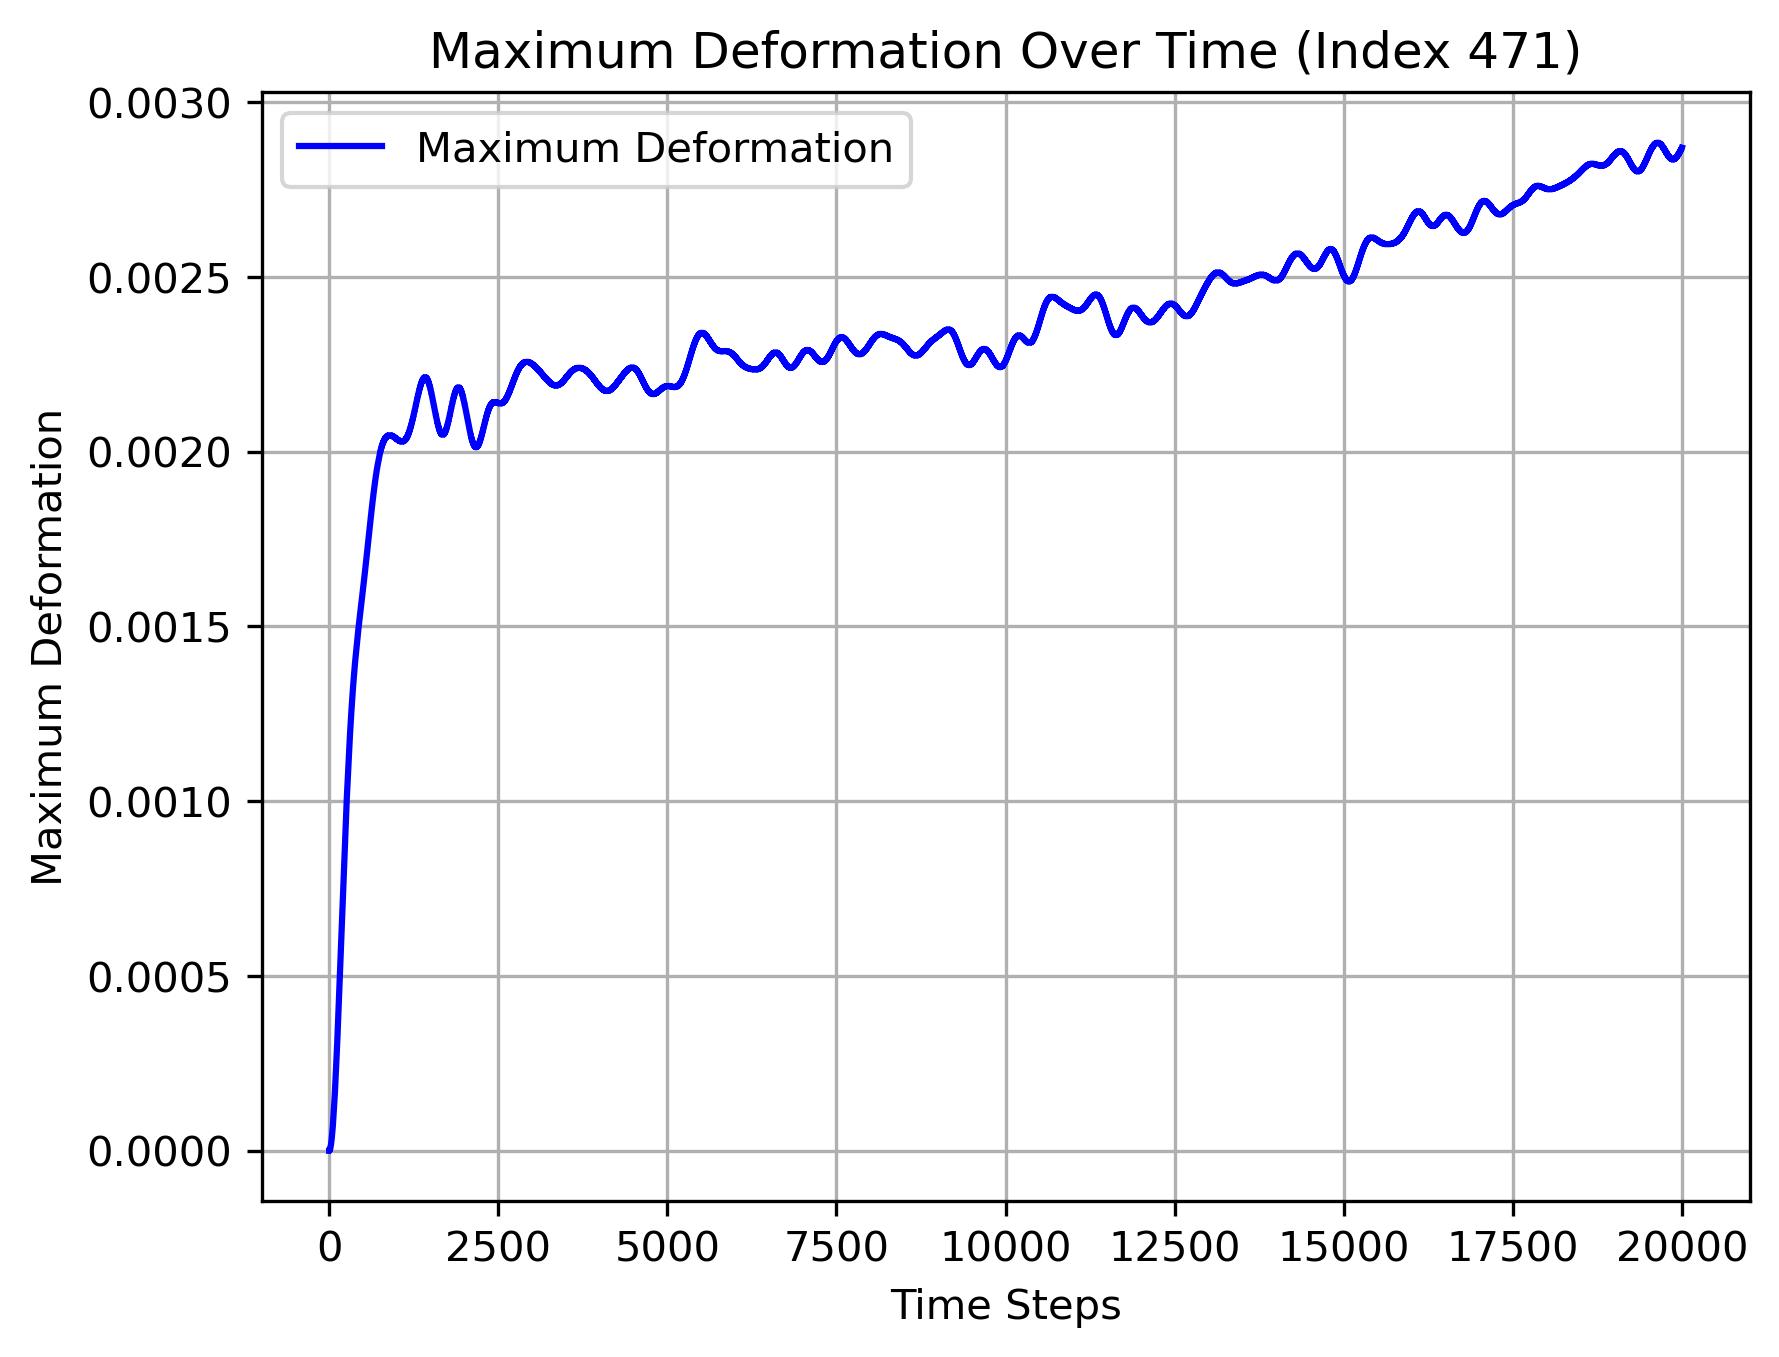 Maximum Deformation Over Time (Index 471)
Maximum Deformation
0.0030
0.0025
0.0020
0.0015
0.0010
0.0005
0.0000
Maximum Deformation
0 2500 5000 7500 10000 12500 15000 17500 20000
Time Steps